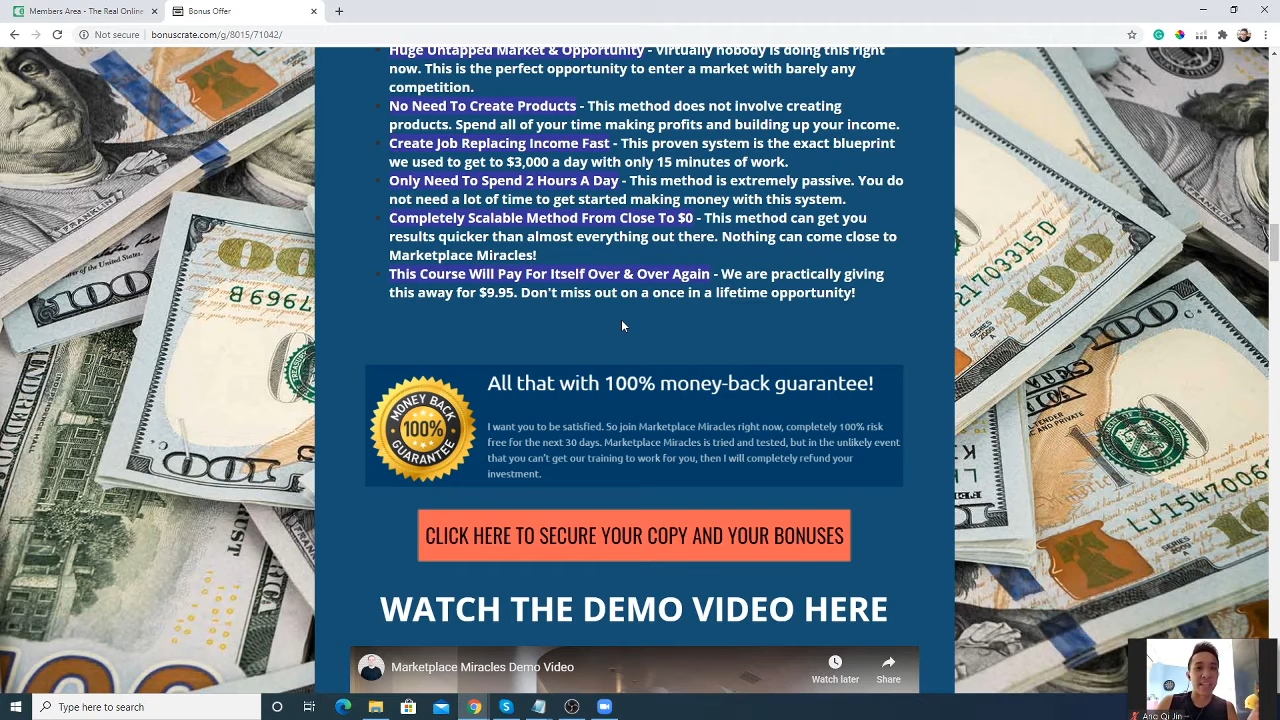 Members Area - The Real Online
Bonus Offer
Not secure
bonuscrate.com/g/8015/71042/
Huge Untapped Market & Opportunity - Virtually nobody is doing this right
now. This is the perfect opportunity to enter a market with barely any
competition.
No Need To Create Products - This method does not involve creating
products. Spend all of your time making profits and building up your income.
Create Job Replacing Income Fast - This proven system is the exact blueprint
we used to get to $3,000 a day with only 15 minutes of work.
Only Need To Spend 2 Hours A Day - This method is extremely passive. You do
not need a lot of time to get started making money with this system.
Completely Scalable Method From Close To $0 - This method can get you
results quicker than almost everything out there. Nothing can come close to
Marketplace Miracles!
This Course Will Pay For Itself Over & Over Again - We are practically giving
this away for $9.95. Don't miss out on a once in a lifetime opportunity!
MONEY BACK
100%
GUARANTEE
All that with 100% money-back guarantee!
I want you to be satisfied. So join Marketplace Miracles right now, completely 100% risk
free for the next 30 days. Marketplace Miracles is tried and tested, but in the unlikely event
that you can't get our training to work for you, then I will completely refund your
investment.
CLICK HERE TO SECURE YOUR COPY AND YOUR BONUSES
WATCH THE DEMO VIDEO HERE
Marketplace Miracles Demo Video
Watch later
Share
Type here to search
Aric Qi Jin